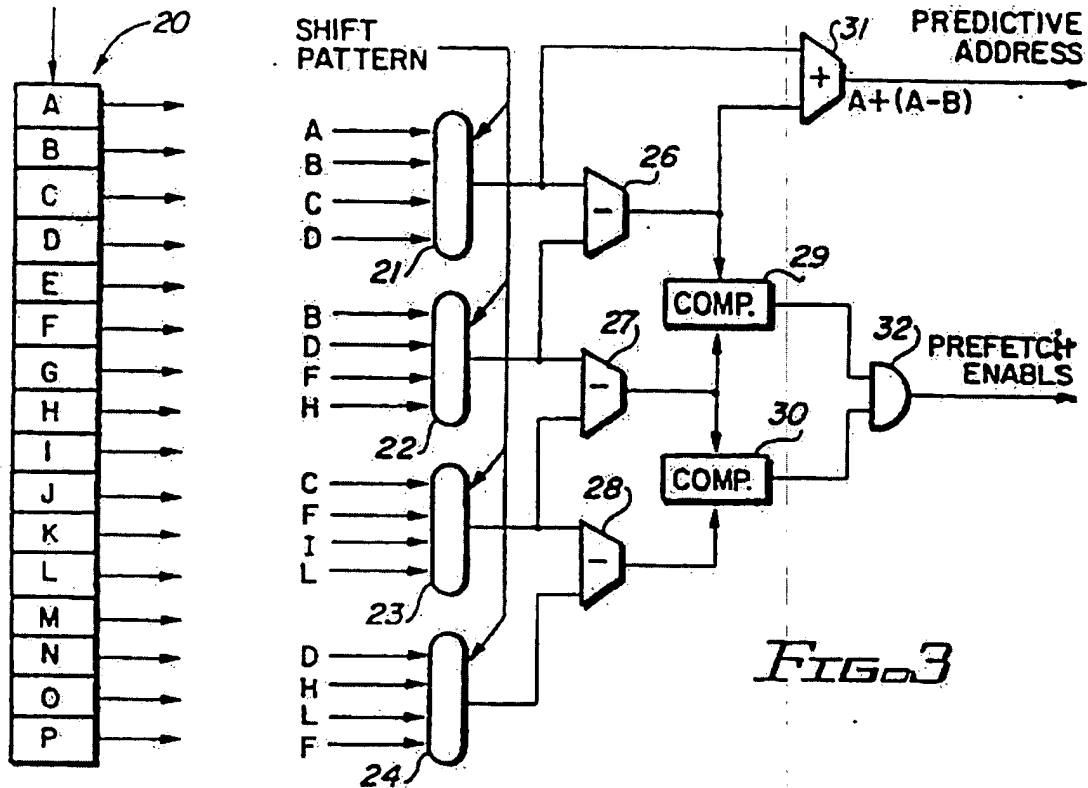 20
A
B
C
D
E
F
G
H
I
J
K
L
M
N
O
P
SHIFT
PATTERN
A
B
C
D
21
B
D
F
H
22
C
F
I
L
23
D
H
L
F
24
26
27
28
COMP.
29
COMP.
30
+
31
A+(A-B)
PREDICTIVE
ADDRESS
32
PREFETCH
ENABLS
FIG.3